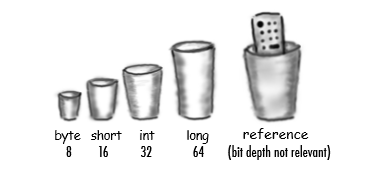 byte short int long reference
8 16 32 64 (bit depth not relevant)